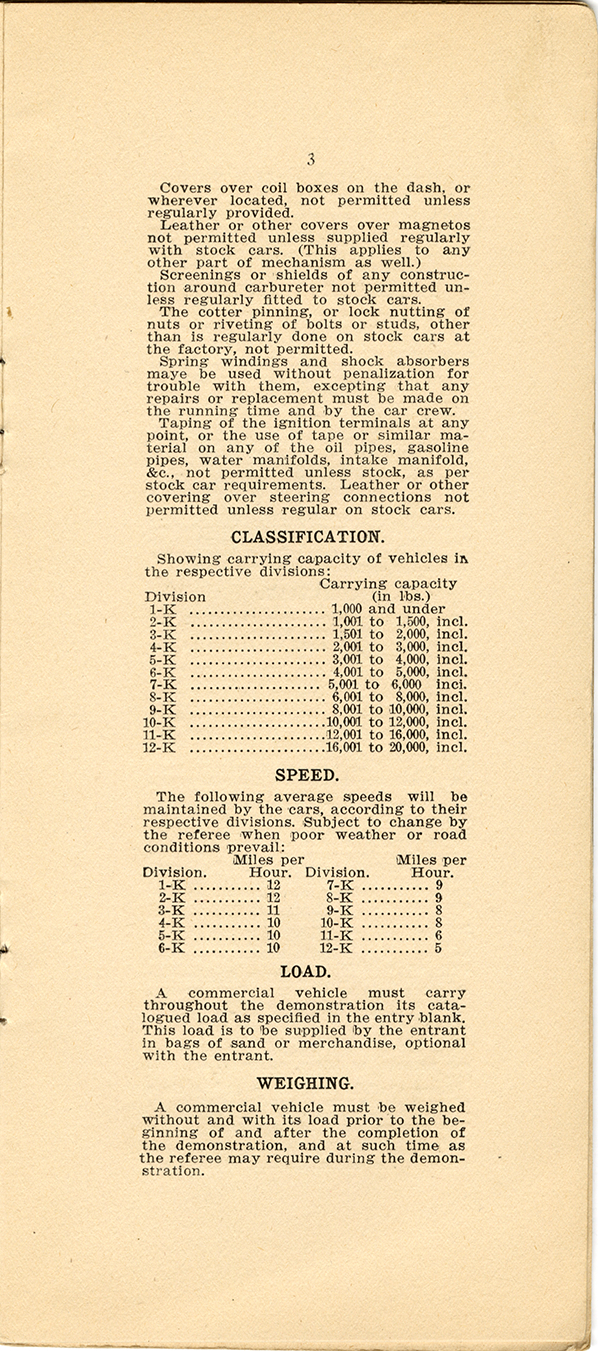 3
Covers over coil boxes on the dash, or
wherever located, not permitted unless
regularly provided.
Leather or other covers over magnetos
not permitted unless supplied regularly
with stock cars. (This applies to any
other part of mechanism as well.)
Screenings or shields of any construc-
tion around carbureter not permitted un-
less regularly fitted to stock cars.
The cotter pinning, or lock nutting of
nuts or riveting of bolts or studs, other
than is regularly done on stock cars at
the factory, not permitted.
Spring windings and shock absorbers
maye be used without penalization for
trouble with them, excepting that any
repairs or replacement must be made on
the running time and by the car crew.
Taping of the ignition terminals at any
point, or the use of tape or similar ma-
terial on any of the oil pipes, gasoline
pipes, water manifolds, intake manifold,
&c., not permitted unless stock, as per
stock car requirements. Leather or other
covering over steering connections not
permitted unless regular on stock cars.
CLASSIFICATION.
Showing carrying capacity of vehicles in
the respective divisions:
Carrying capacity
Division (in lbs.)
1-K ...................... 1,000 and under
2-K ...................... 1,001 to 1,500, incl.
3-K ...................... 1,501 to 2,000, incl.
4-K ...................... 2,001 to 3,000, incl.
5-K ...................... 3,001 to 4,000, incl.
6-K ...................... 4,001 to 5,000, incl.
7-K ...................... 5,001 to 6,000 inci.
8-K ...................... 6,001 to 8,000, incl.
9-K ...................... 8,001 to 10,000, incl.
10-K ......................10,001 to 12,000, incl.
11-K ......................12,001 to 16,000, incl.
12-K ......................16,001 to 20,000, incl.
SPEED.
The following average speeds will be
maintained by the cars, according to their
respective divisions. Subject to change by
the referee when poor weather or road
conditions prevail:
Miles per Miles per
Division. Hour. Division. Hour.
1-K ........... 12 7-K ........... 9
2-K ........... 12 8-K ........... 9
3-K ........... 11 9-K ........... 8
4-K ........... 10 10-K ........... 8
5-K ........... 10 11-K ........... 6
6-K ........... 10 12-K ........... 5
LOAD.
A commercial vehicle must carry
throughout the demonstration its cata-
logued load as specified in the entry blank.
This load is to be supplied by the entrant
in bags of sand or merchandise, optional
with the entrant.
WEIGHING.
A commercial vehicle must be weighed
without and with its load prior to the be-
ginning of and after the completion of
the demonstration, and at such time as
the referee may require during the demon-
stration.